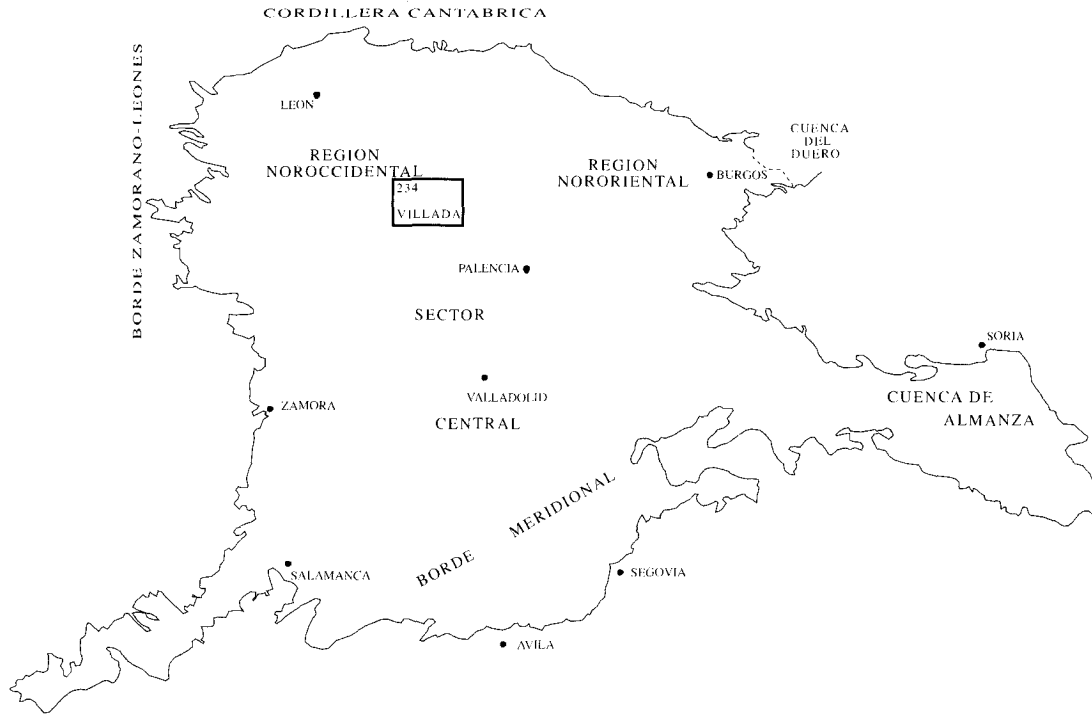 CORDILLERA CANTABRICA
BORDE ZAMORANO-LEONES
LEON
CUENCA
DEL
DUERO
REGION
NOROCCIDENTAL
REGION
NORORIENTAL
BURGOS
234
VILLADA
PALENCIA
SECTOR
SORIA
VALLADOLID
ZAMORA
CUENCA DE
ALMANZA
CENTRAL
BORDE MERIDIONAL
SALAMANCA
SEGOVIA
AVILA